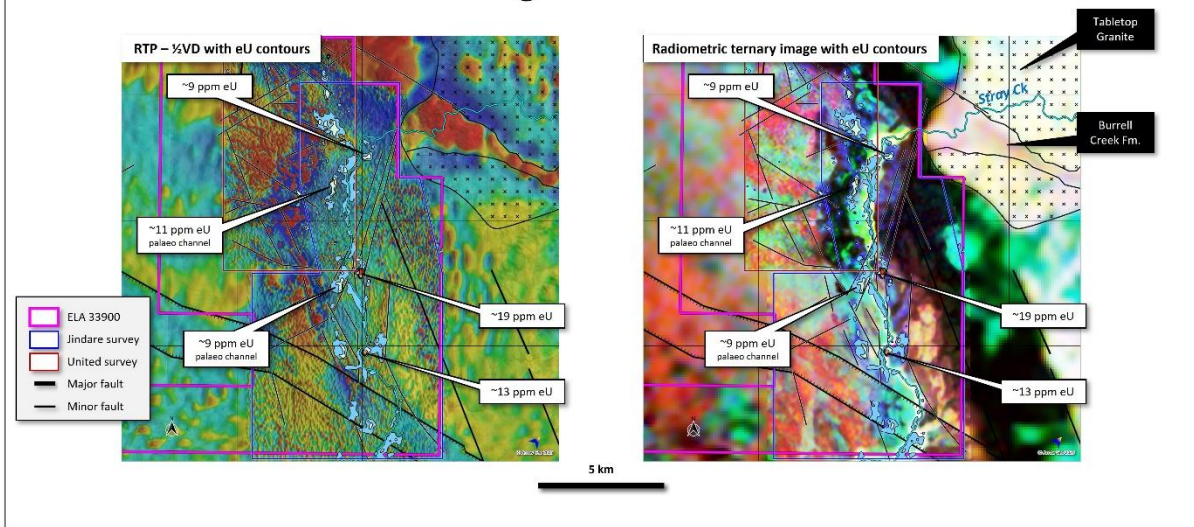 RTP – ½VD with eU contours
~9 ppm eU
~11 ppm eU
palaeo channel
~9 ppm eU
palaeo channel
~19 ppm eU
~13 ppm eU
ELA 33900
Jindare survey
United survey
Major fault
Minor fault
Radiometric ternary image with eU contours
~9 ppm eU
~11 ppm eU
palaeo channel
~9 ppm eU
palaeo channel
~19 ppm eU
~13 ppm eU
Stray Ck
Tabletop
Granite
Burrell
Creek Fm.
5 km